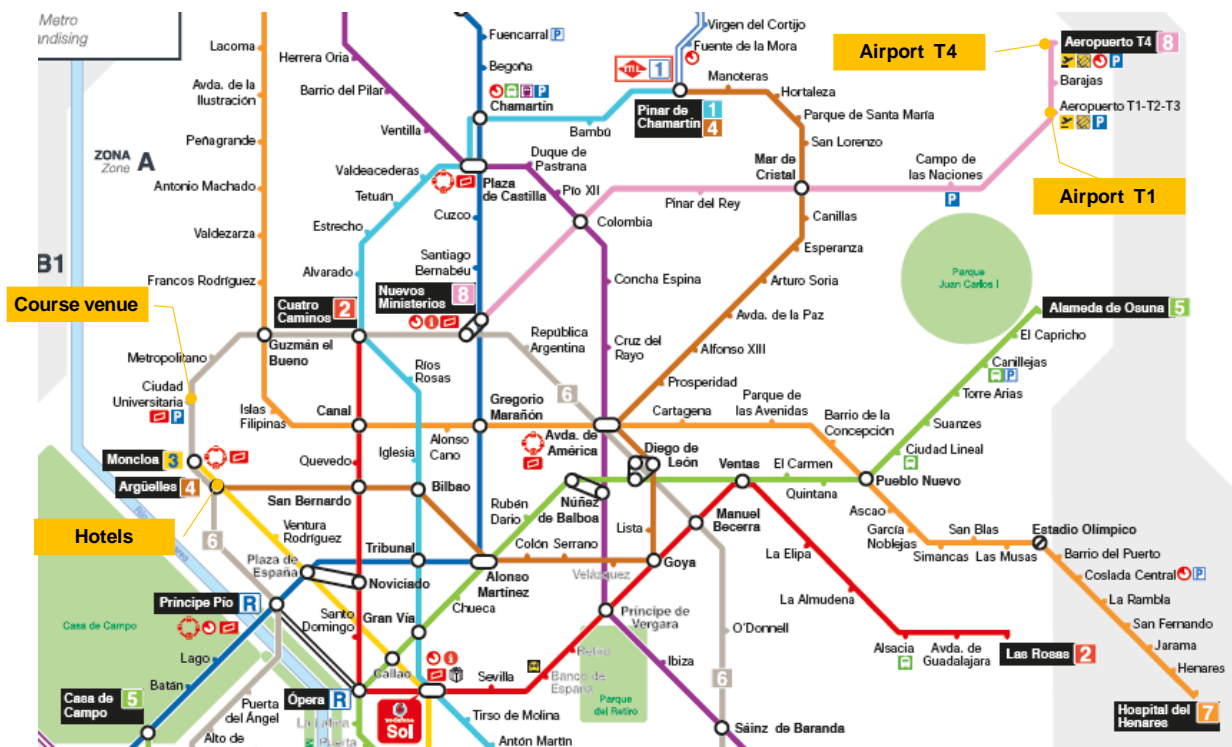 Metro
andising
Lacoma
Avda. de la
Ilustración
Peñagrande
ZONA
Zone
A
Antonio Machado
Valdezarza
B1
Francos Rodríguez
Course venue
Herrera Oria
Barrio del Pilar
Ventilla
Valdeacederas
Tetuán
Estrecho
Alvarado
Cuatro
Caminos
2
Nuevos
Ministerios
8
Fuencarral
P
Begoña
P
Chamartín
Bambú
Plaza
de Castilla
Cuzco
Santiago
Bernabéu
Duque de
Pastrana
Pío XII
Colombia
Concha Espina
Cruz del
Rayo
República
Argentina
6
Virgen del Cortijo
Fuente de la Mora
ML
1
Pinar de
Chamartín
1
4
Manoteras
Hortaleza
Parque de Santa María
San Lorenzo
Mar de
Cristal
Pinar del Rey
Campo de
las Naciones
P
Canillas
Esperanza
Arturo Soria
Avda. de la Paz
Alfonso XIII
Prosperidad
Airport T4
Aeropuerto T4
8
P
Barajas
Aeropuerto T1-T2-T3
P
Airport T1
Parque
Juan Carlos I
Alameda de Osuna
5
El Capricho
Canillejas
P
Torre Arias
Suanzes
Ciudad Lineal
Pueblo Nuevo
Metropolitano
Ciudad
Universitaria
P
Guzmán el
Bueno
Islas
Filipinas
Canal
Ríos
Rosas
Alonso
Cano
Gregorio
Marañón
Iglesia
Quevedo
Moncloa
3
Argüelles
4
Hotels
6
San Bernardo
Bilbao
Ventura
Rodríguez
Plaza de
España
Noviciado
Tribunal
Alonso
Martínez
Rubén
Dario
Núñez
de Balboa
Colón
Serrano
Velázquez
Avda. de
América
Diego de
León
Lista
Goya
Cartagena
Parque de
las Avenidas
Barrio de la
Concepción
Ventas
El Carmen
Quintana
Manuel
Becerra
La Elipa
La Almudena
Alsacia
Avda. de
Guadalajara
Las Rosas
2
Ascao
García
Noblejas
Simancas
San Blas
Las Musas
Estadio Olímpico
Barrio del Puerto
Coslada Central
P
La Rambla
San Fernando
Jarama
Henares
Hospital del
Henares
7
Príncipe Pío
R
Casa de Campo
Lago
Batán
Casa de
Campo
5
Puerta
del Ángel
Alto de
Santo
Domingo
Gran Vía
Chueca
Callao
Ópera
R
La Latina
Puerta
vodafone
Sol
Sevilla
Banco de
España
Retiro
Príncipe de
Vergara
Ibiza
O'Donnell
6
Parque
del Retiro
Sáinz de Baranda
Tirso de Molina
Antón Martín